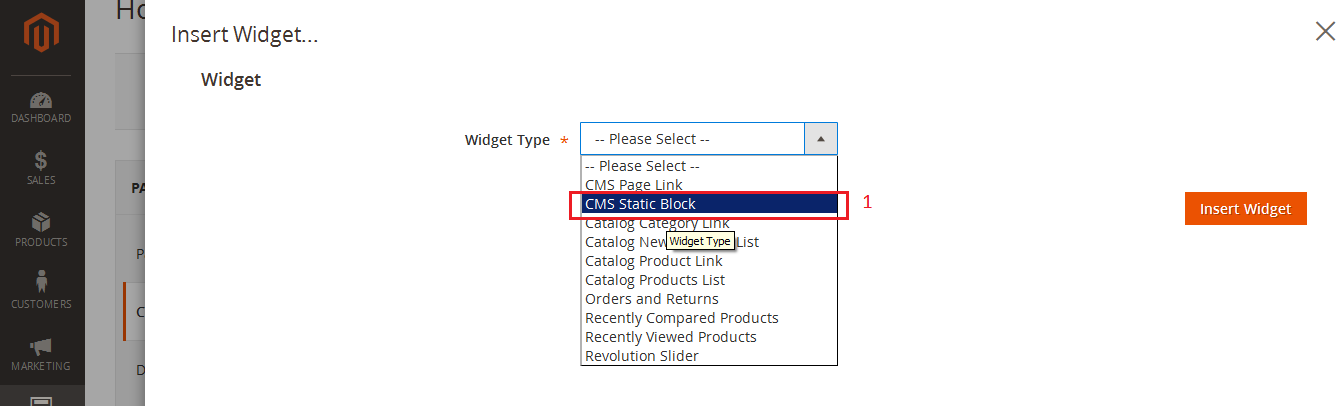 Ho
Insert Widget...
Widget
DASHBOARD
SALES
PRODUCTS
CUSTOMERS
MARKETING
PA
P
C
D
Widget Type *
-- Please Select --
-- Please Select --
CMS Page Link
CMS Static Block
1
Catalog Category Link
Catalog New List
Widget Type
Catalog Product Link
Catalog Products List
Orders and Returns
Recently Compared Products
Recently Viewed Products
Revolution Slider
Insert Widget